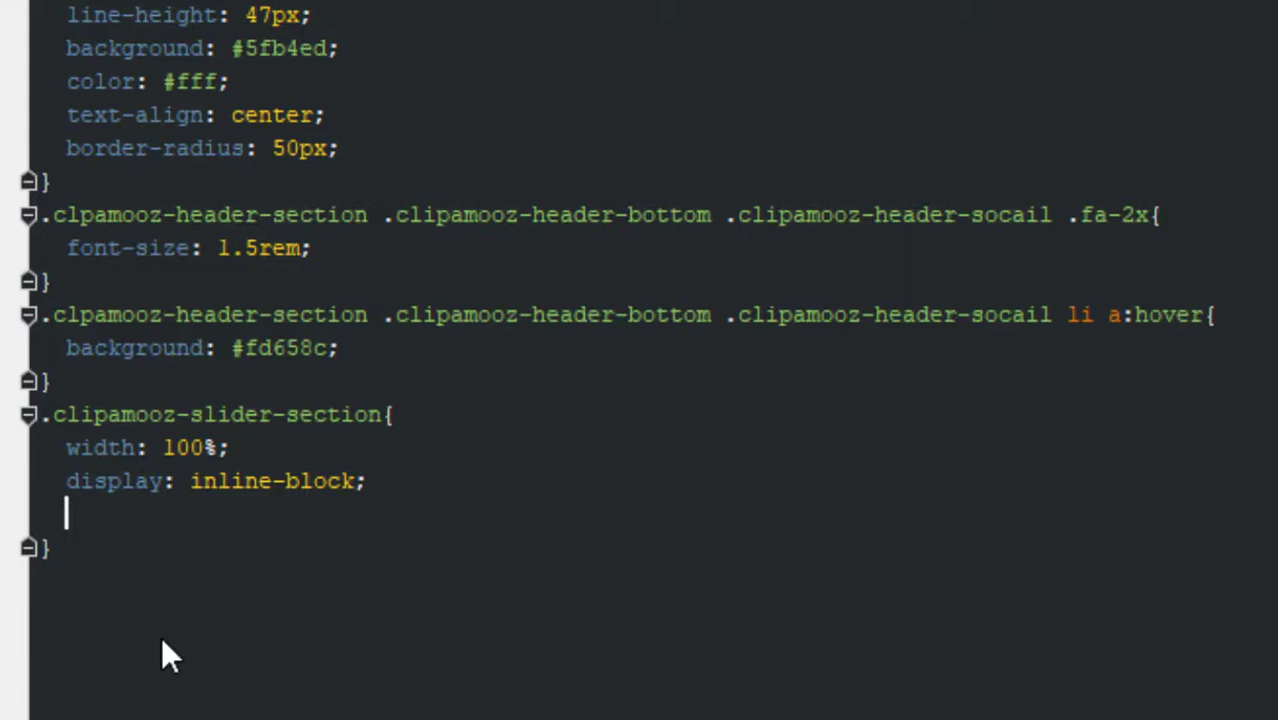 line-height: 47px;
background: #5fb4ed;
color: #fff;
text-align: center;
border-radius: 50px;
}
.clpamooz-header-section .clipamooz-header-bottom .clipamooz-header-socail .fa-2x{
font-size: 1.5rem;
}
.clpamooz-header-section .clipamooz-header-bottom .clipamooz-header-socail li a:hover{
background: #fd658c;
}
.clipamooz-slider-section{
width: 100%;
display: inline-block;
}